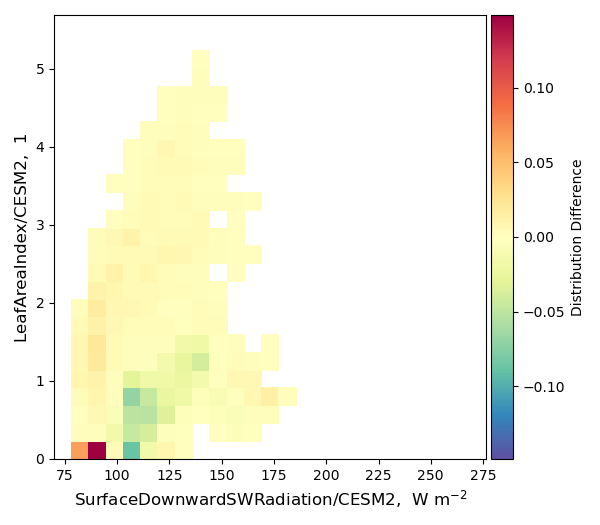 5
4
3
2
1
0
LeafAreaIndex/CESM2,  1
75 100 125 150 175 200 225 250 275
SurfaceDownwardSWRadiation/CESM2,  W m⁻²
0.10
0.05
0.00
−0.05
−0.10
Distribution Difference